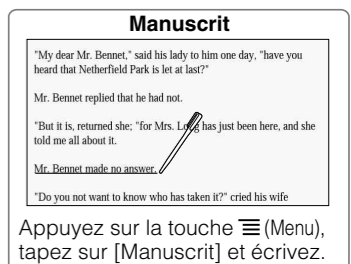 Manuscrit
"My dear Mr. Bennet," said his lady to him one day, "have you
heard that Netherfield Park is let at last?"
Mr. Bennet replied that he had not.
"But it is, returned she; "for Mrs. Long has just been here, and she
told me all about it.
Mr. Bennet made no answer.
"Do you not want to know who has taken it?" cried his wife
Appuyez sur la touche (Menu),
tapez sur [Manuscrit] et écrivez.